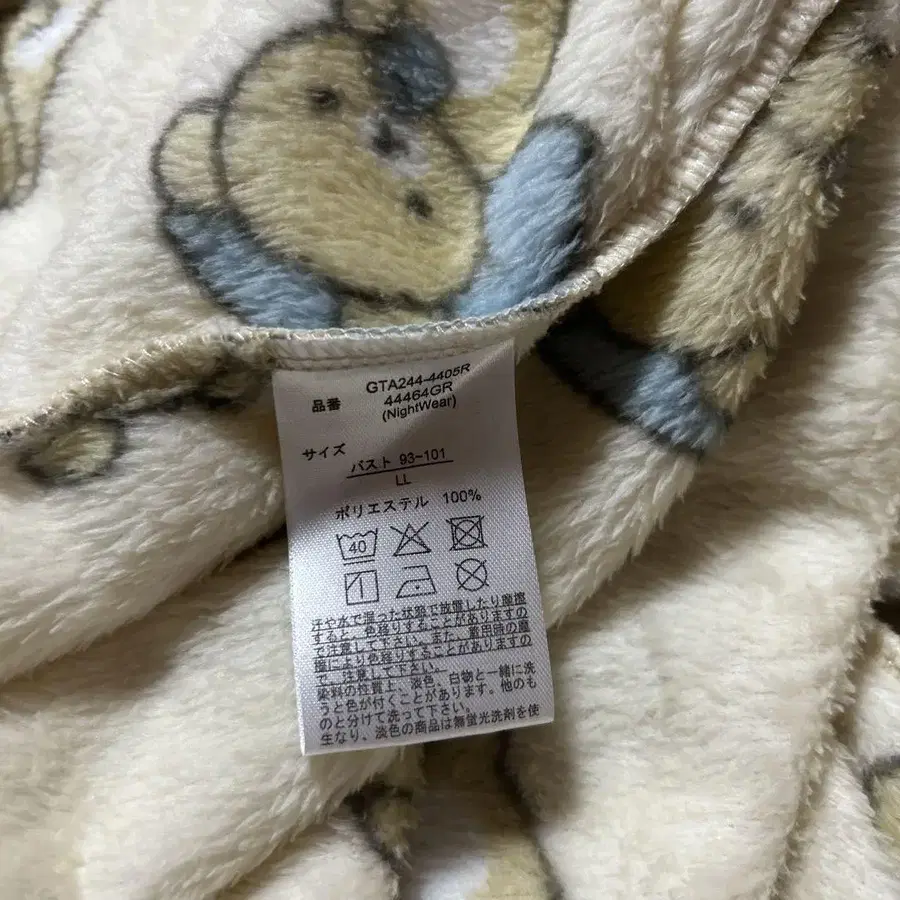 GTA244-4405R
品番 44464GR
(NightWear)
サイズ
バスト 93-101
LL
ポリエステル 100%
40
汗や水で湿った状態で放置したり摩擦
すると、色移りすることがありますの
で注意して下さい。また、着用時の摩
擦により色移りすることがありますの
で、注意して下さい。
染料の性質上、淡色、白物と一緒に洗
うと色が付くことがあります。他のも
のと分けて洗って下さい。
生なり、淡色の商品は無蛍光洗剤を使